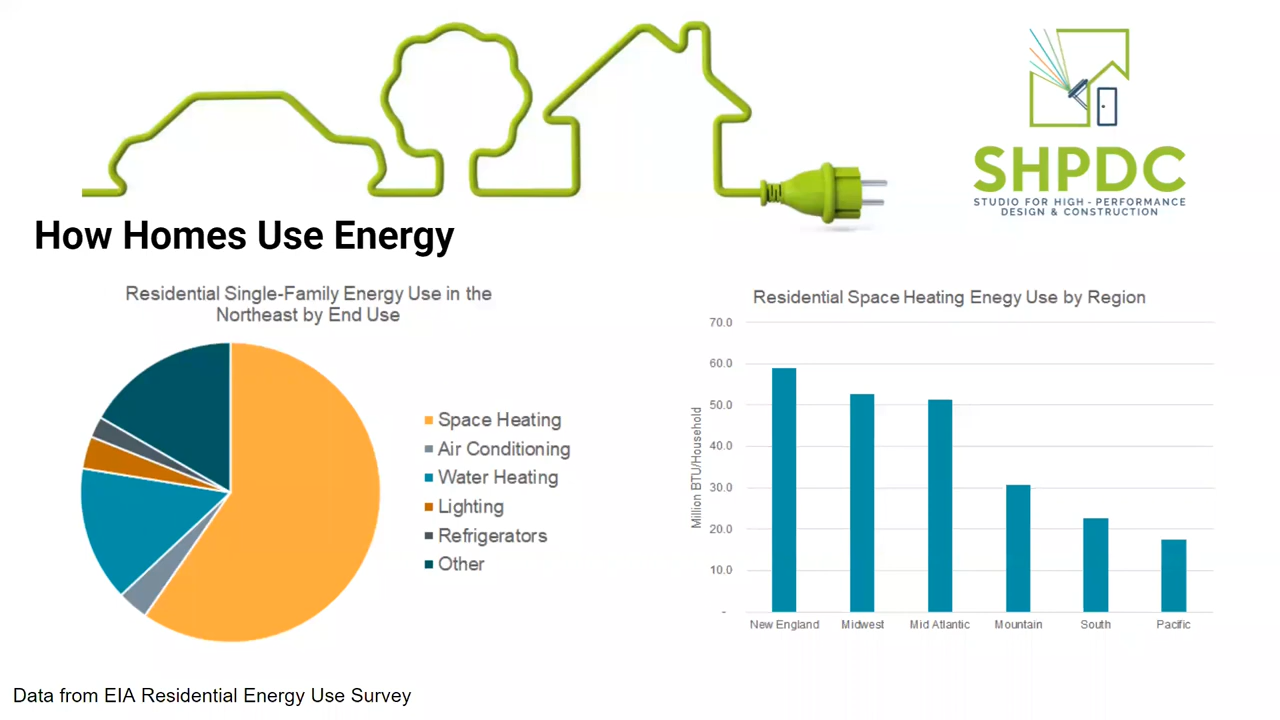 SHPDC
STUDIO FOR HIGH - PERFORMANCE
DESIGN & CONSTRUCTION
How Homes Use Energy
Residential Single-Family Energy Use in the
Northeast by End Use
Space Heating
Air Conditioning
Water Heating
Lighting
Refrigerators
Other
Residential Space Heating Enegy Use by Region
Million BTU/Household
70.0
60.0
50.0
40.0
30.0
20.0
10.0
-
New England Midwest Mid Atlantic Mountain South Pacific
Data from EIA Residential Energy Use Survey